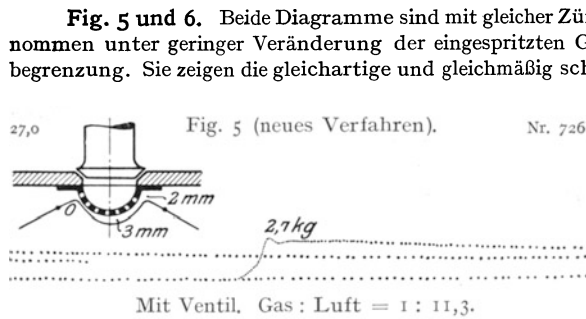 Fig. 5 und 6. Beide Diagramme sind mit gleicher
nommen unter geringer Veränderung der eingespritzten
begrenzung. Sie zeigen die gleichartige und gleichmäßig
27,0 Fig. 5 (neues Verfahren). Nr. 726
2 mm
0
3 mm
2,7 kg
Mit Ventil. Gas : Luft = 1 : 11,3.